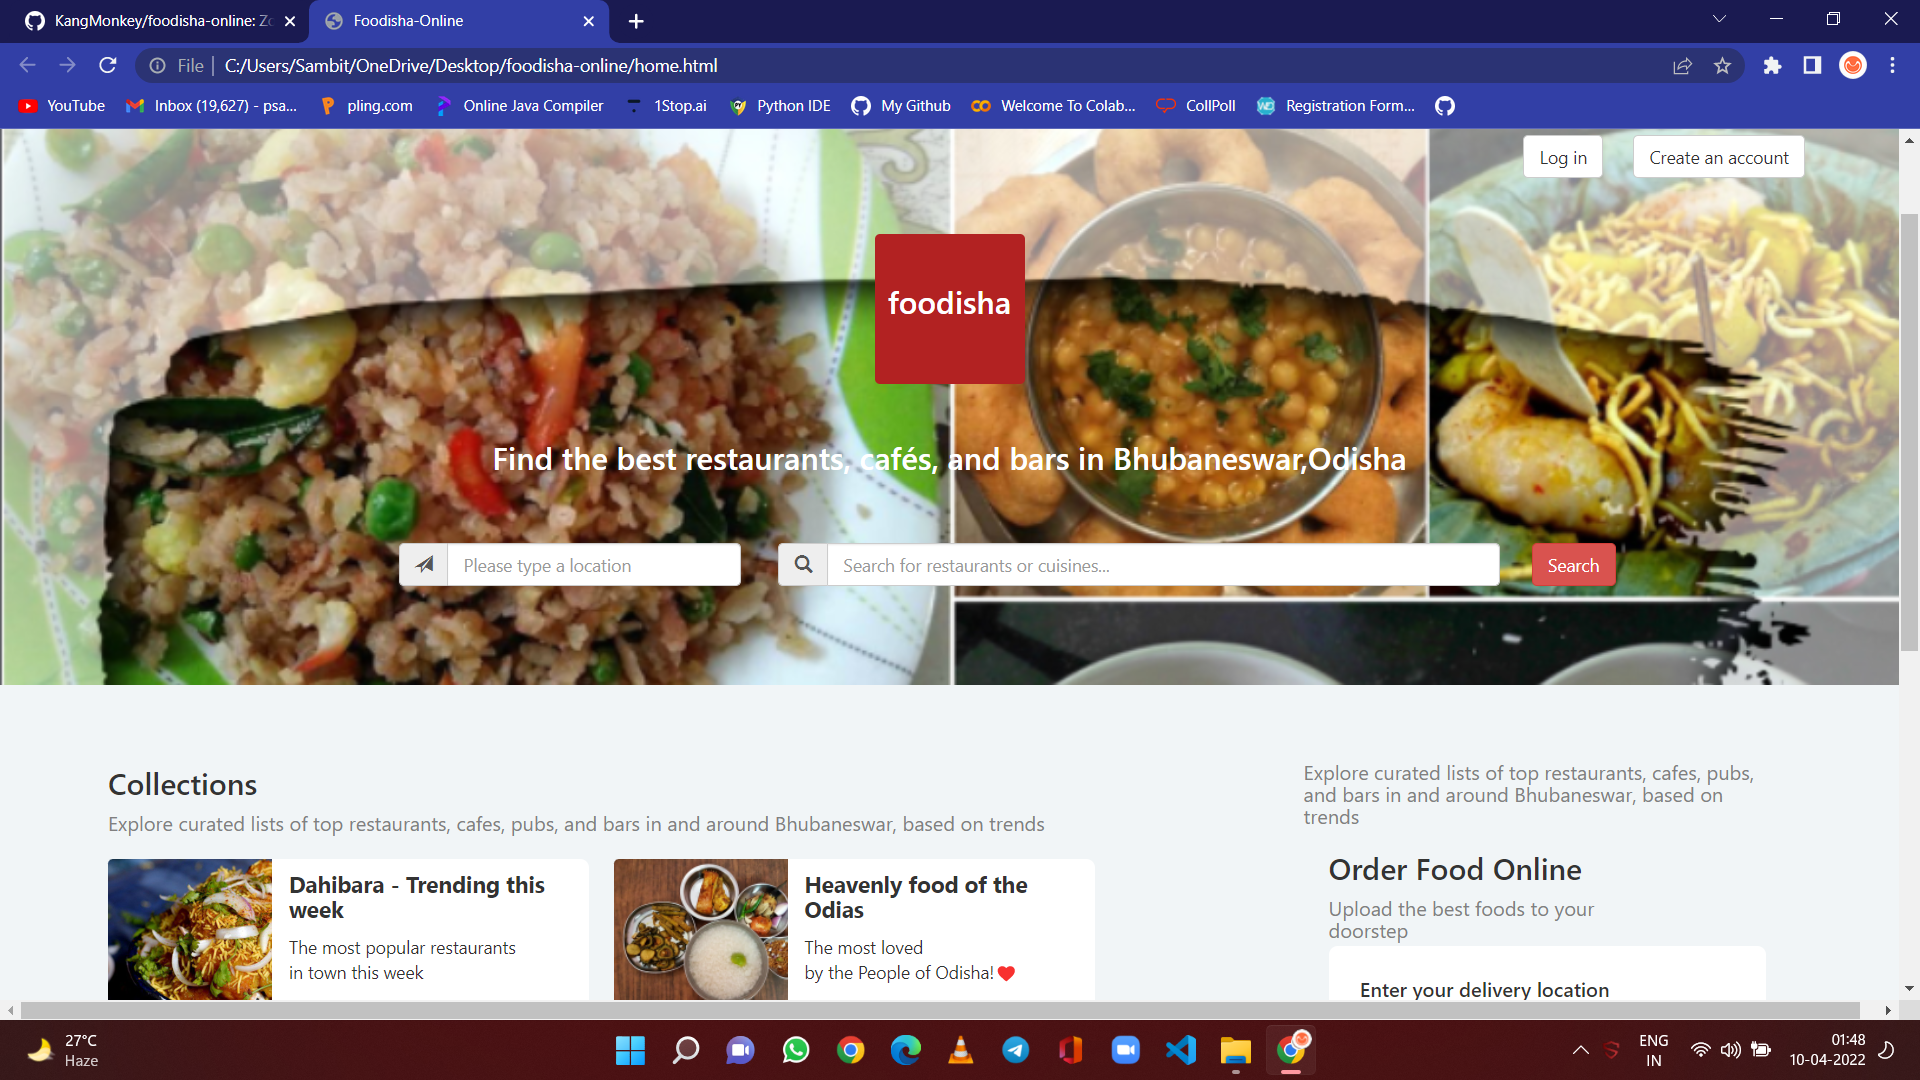 KangMonkey/foodisha-online: Zo
Foodisha-Online
File
C:/Users/Sambit/OneDrive/Desktop/foodisha-online/home.html
YouTube
Inbox (19,627) - psa...
pling.com
Online Java Compiler
1Stop.ai
Python IDE
My Github
Welcome To Colab...
CollPoll
Registration Form...
Log in
Create an account
foodisha
Find the best restaurants, cafés, and bars in Bhubaneswar,Odisha
Please type a location
Search for restaurants or cuisines...
Search
Collections
Explore curated lists of top restaurants, cafes, pubs, and bars in and around Bhubaneswar, based on trends
Explore curated lists of top restaurants, cafes, pubs,
and bars in and around Bhubaneswar, based on
trends
Dahibara - Trending this
week
The most popular restaurants
in town this week
Heavenly food of the
Odias
The most loved
by the People of Odisha!
Order Food Online
Upload the best foods to your
doorstep
Enter your delivery location
27°C
Haze
ENG
IN
01:48
10-04-2022